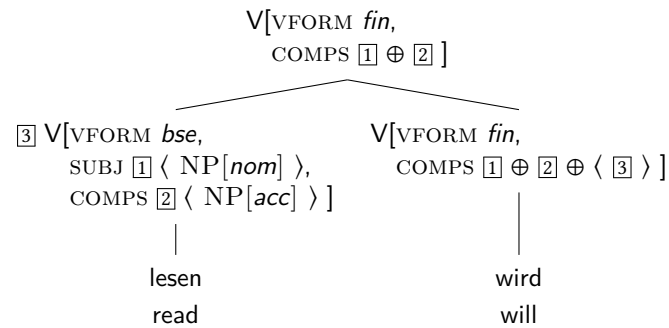 V[VFORM fin,
COMPS 1 ⊕ 2 ]
3 V[VFORM bse,
SUBJ 1 ⟨ NP[nom] ⟩,
COMPS 2 ⟨ NP[acc] ⟩ ]
V[VFORM fin,
COMPS 1 ⊕ 2 ⊕ ⟨ 3 ⟩ ]
lesen
read
wird
will